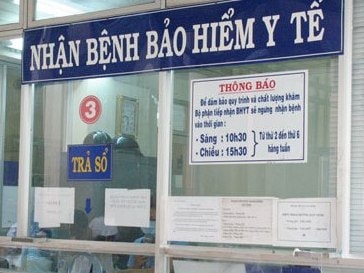 NHẬN BỆNH BẢO HIỂM Y TẾ
3
TRẢ SỔ
THÔNG BÁO
Để đảm bảo quy trình và chất lượng khám
Bộ phận tiếp nhận BHYT sẽ ngưng nhận bệnh
vào thời gian :
- Sáng : 10h30
- Chiều : 15h30
Từ thứ 2 đến thứ 6
hàng tuần